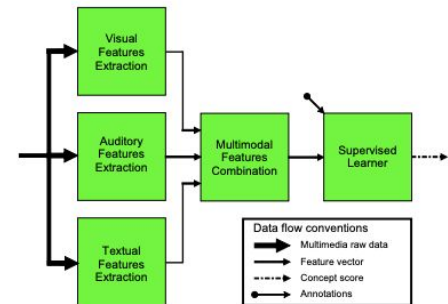 Visual
Features
Extraction
Auditory
Features
Extraction
Textual
Features
Extraction
Multimodal
Features
Combination
Supervised
Learner
Data flow conventions
Multimedia raw data
Feature vector
Concept score
Annotations